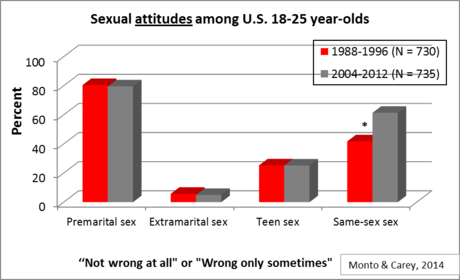 Sexual attitudes among U.S. 18-25 year-olds
1988-1996 (N = 730)
2004-2012 (N = 735)
Percent
100
80
60
40
20
0
*
Premarital sex
Extramarital sex
Teen sex
Same-sex sex
“Not wrong at all" or "Wrong only sometimes"
Monto & Carey, 2014